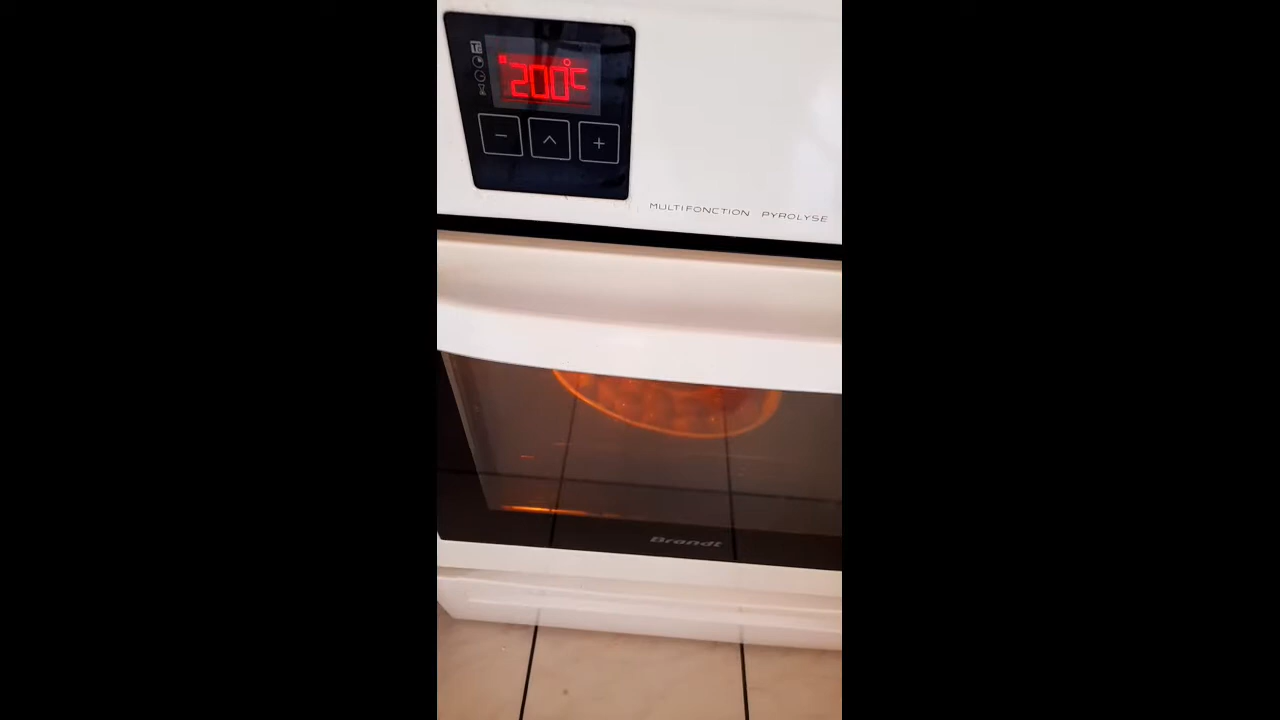 200°C
− ^ +
MULTIFONCTION PYROLYSE
Brandt